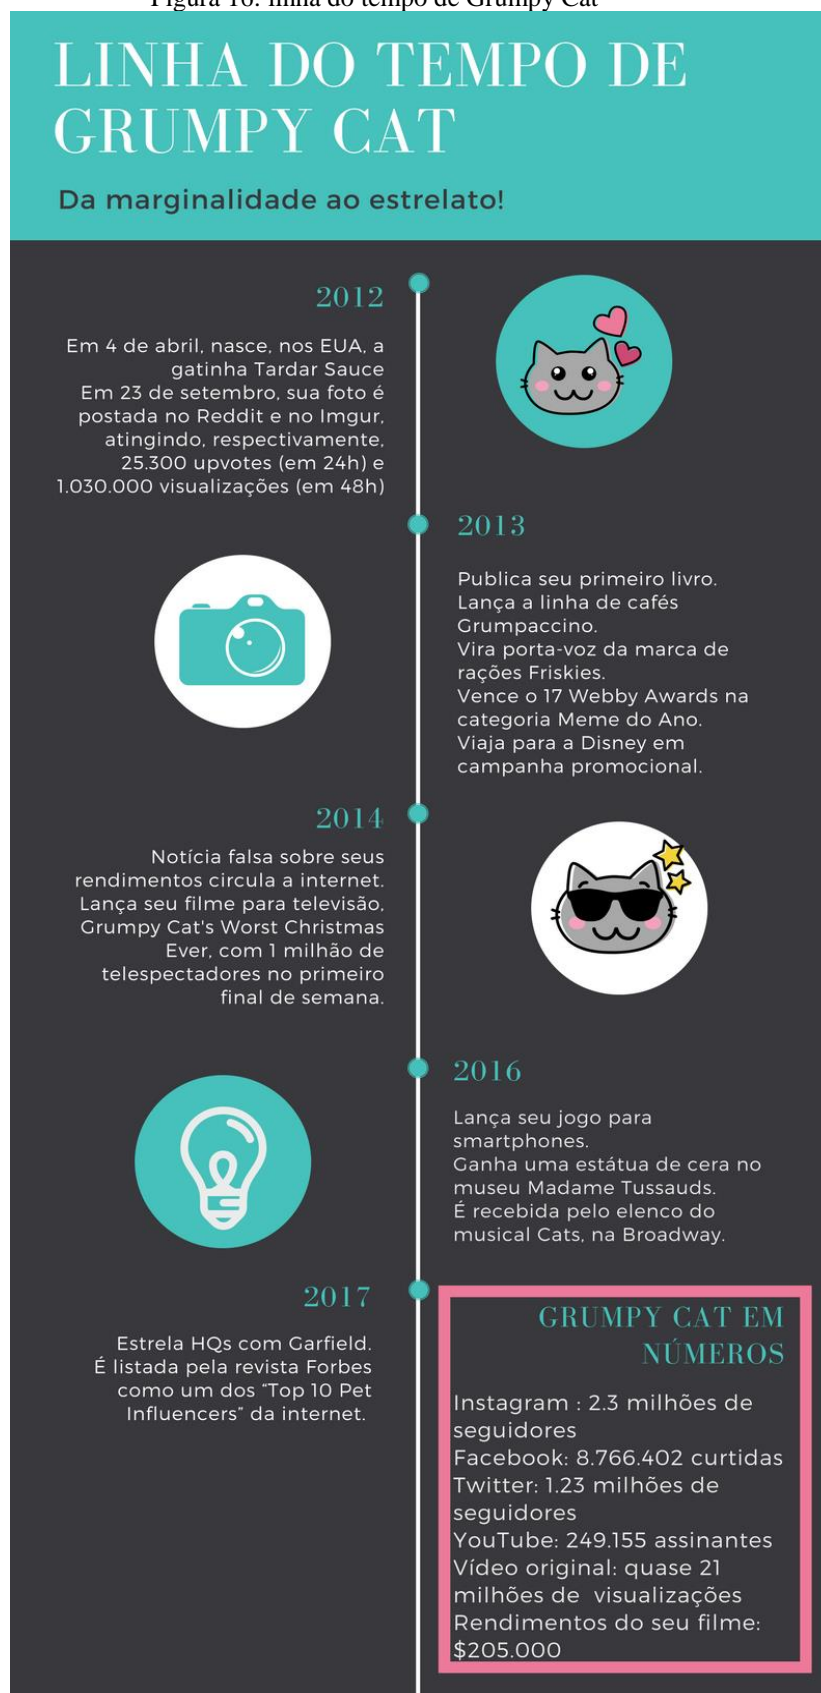 Figura 16: linha do tempo de Grumpy Cat
LINHA DO TEMPO DE
GRUMPY CAT
Da marginalidade ao estrelato!
2012
Em 4 de abril, nasce, nos EUA, a
gatinha Tardar Sauce
Em 23 de setembro, sua foto é
postada no Reddit e no Imgur,
atingindo, respectivamente,
25.300 upvotes (em 24h) e
1.030.000 visualizações (em 48h)
2013
Publica seu primeiro livro.
Lança a linha de cafés
Grumpaccino.
Vira porta-voz da marca de
rações Friskies.
Vence o 17 Webby Awards na
categoria Meme do Ano.
Viaja para a Disney em
campanha promocional.
2014
Notícia falsa sobre seus
rendimentos circula a internet.
Lança seu filme para televisão,
Grumpy Cat's Worst Christmas
Ever, com 1 milhão de
telespectadores no primeiro
final de semana.
2016
Lança seu jogo para
smartphones.
Ganha uma estátua de cera no
museu Madame Tussauds.
É recebida pelo elenco do
musical Cats, na Broadway.
2017
Estrela HQs com Garfield.
É listada pela revista Forbes
como um dos “Top 10 Pet
Influencers” da internet.
GRUMPY CAT EM
NÚMEROS
Instagram : 2.3 milhões de
seguidores
Facebook: 8.766.402 curtidas
Twitter: 1.23 milhões de
seguidores
YouTube: 249.155 assinantes
Vídeo original: quase 21
milhões de visualizações
Rendimentos do seu filme:
$205.000